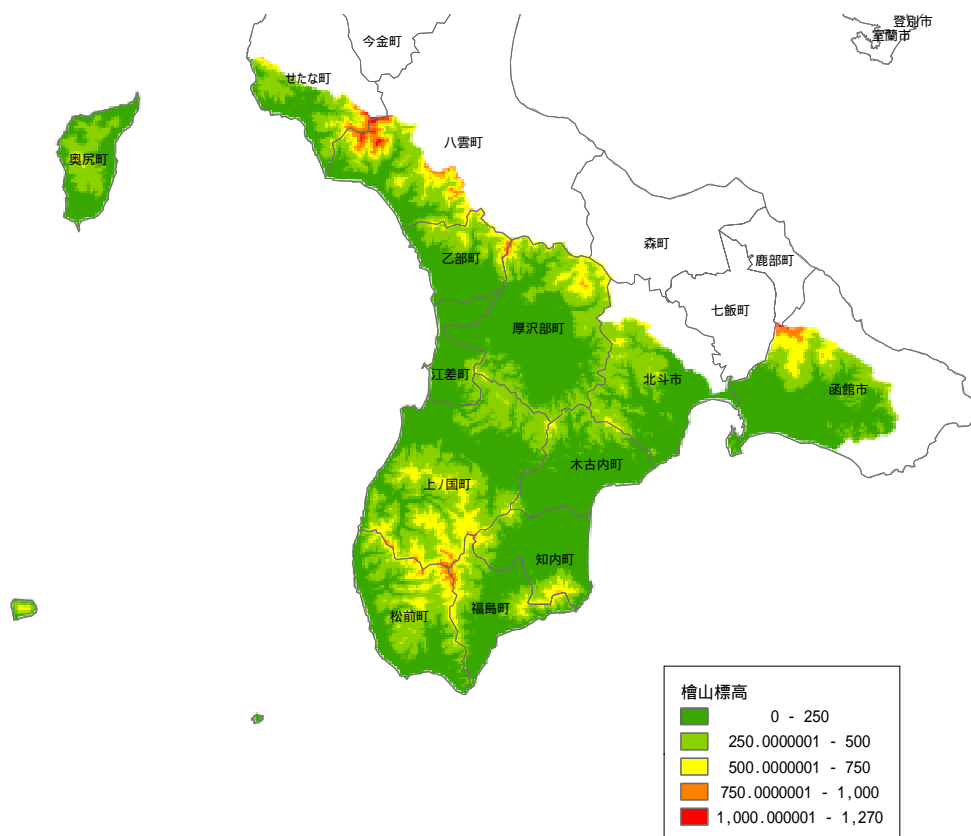 登別市
室蘭市
今金町
せたな町
八雲町
奥尻町
森町
乙部町
鹿部町
七飯町
厚沢部町
江差町
北斗市
函館市
木古内町
上ノ国町
知内町
福島町
松前町
檜山標高
0 - 250
250.0000001 - 500
500.0000001 - 750
750.0000001 - 1,000
1,000.000001 - 1,270